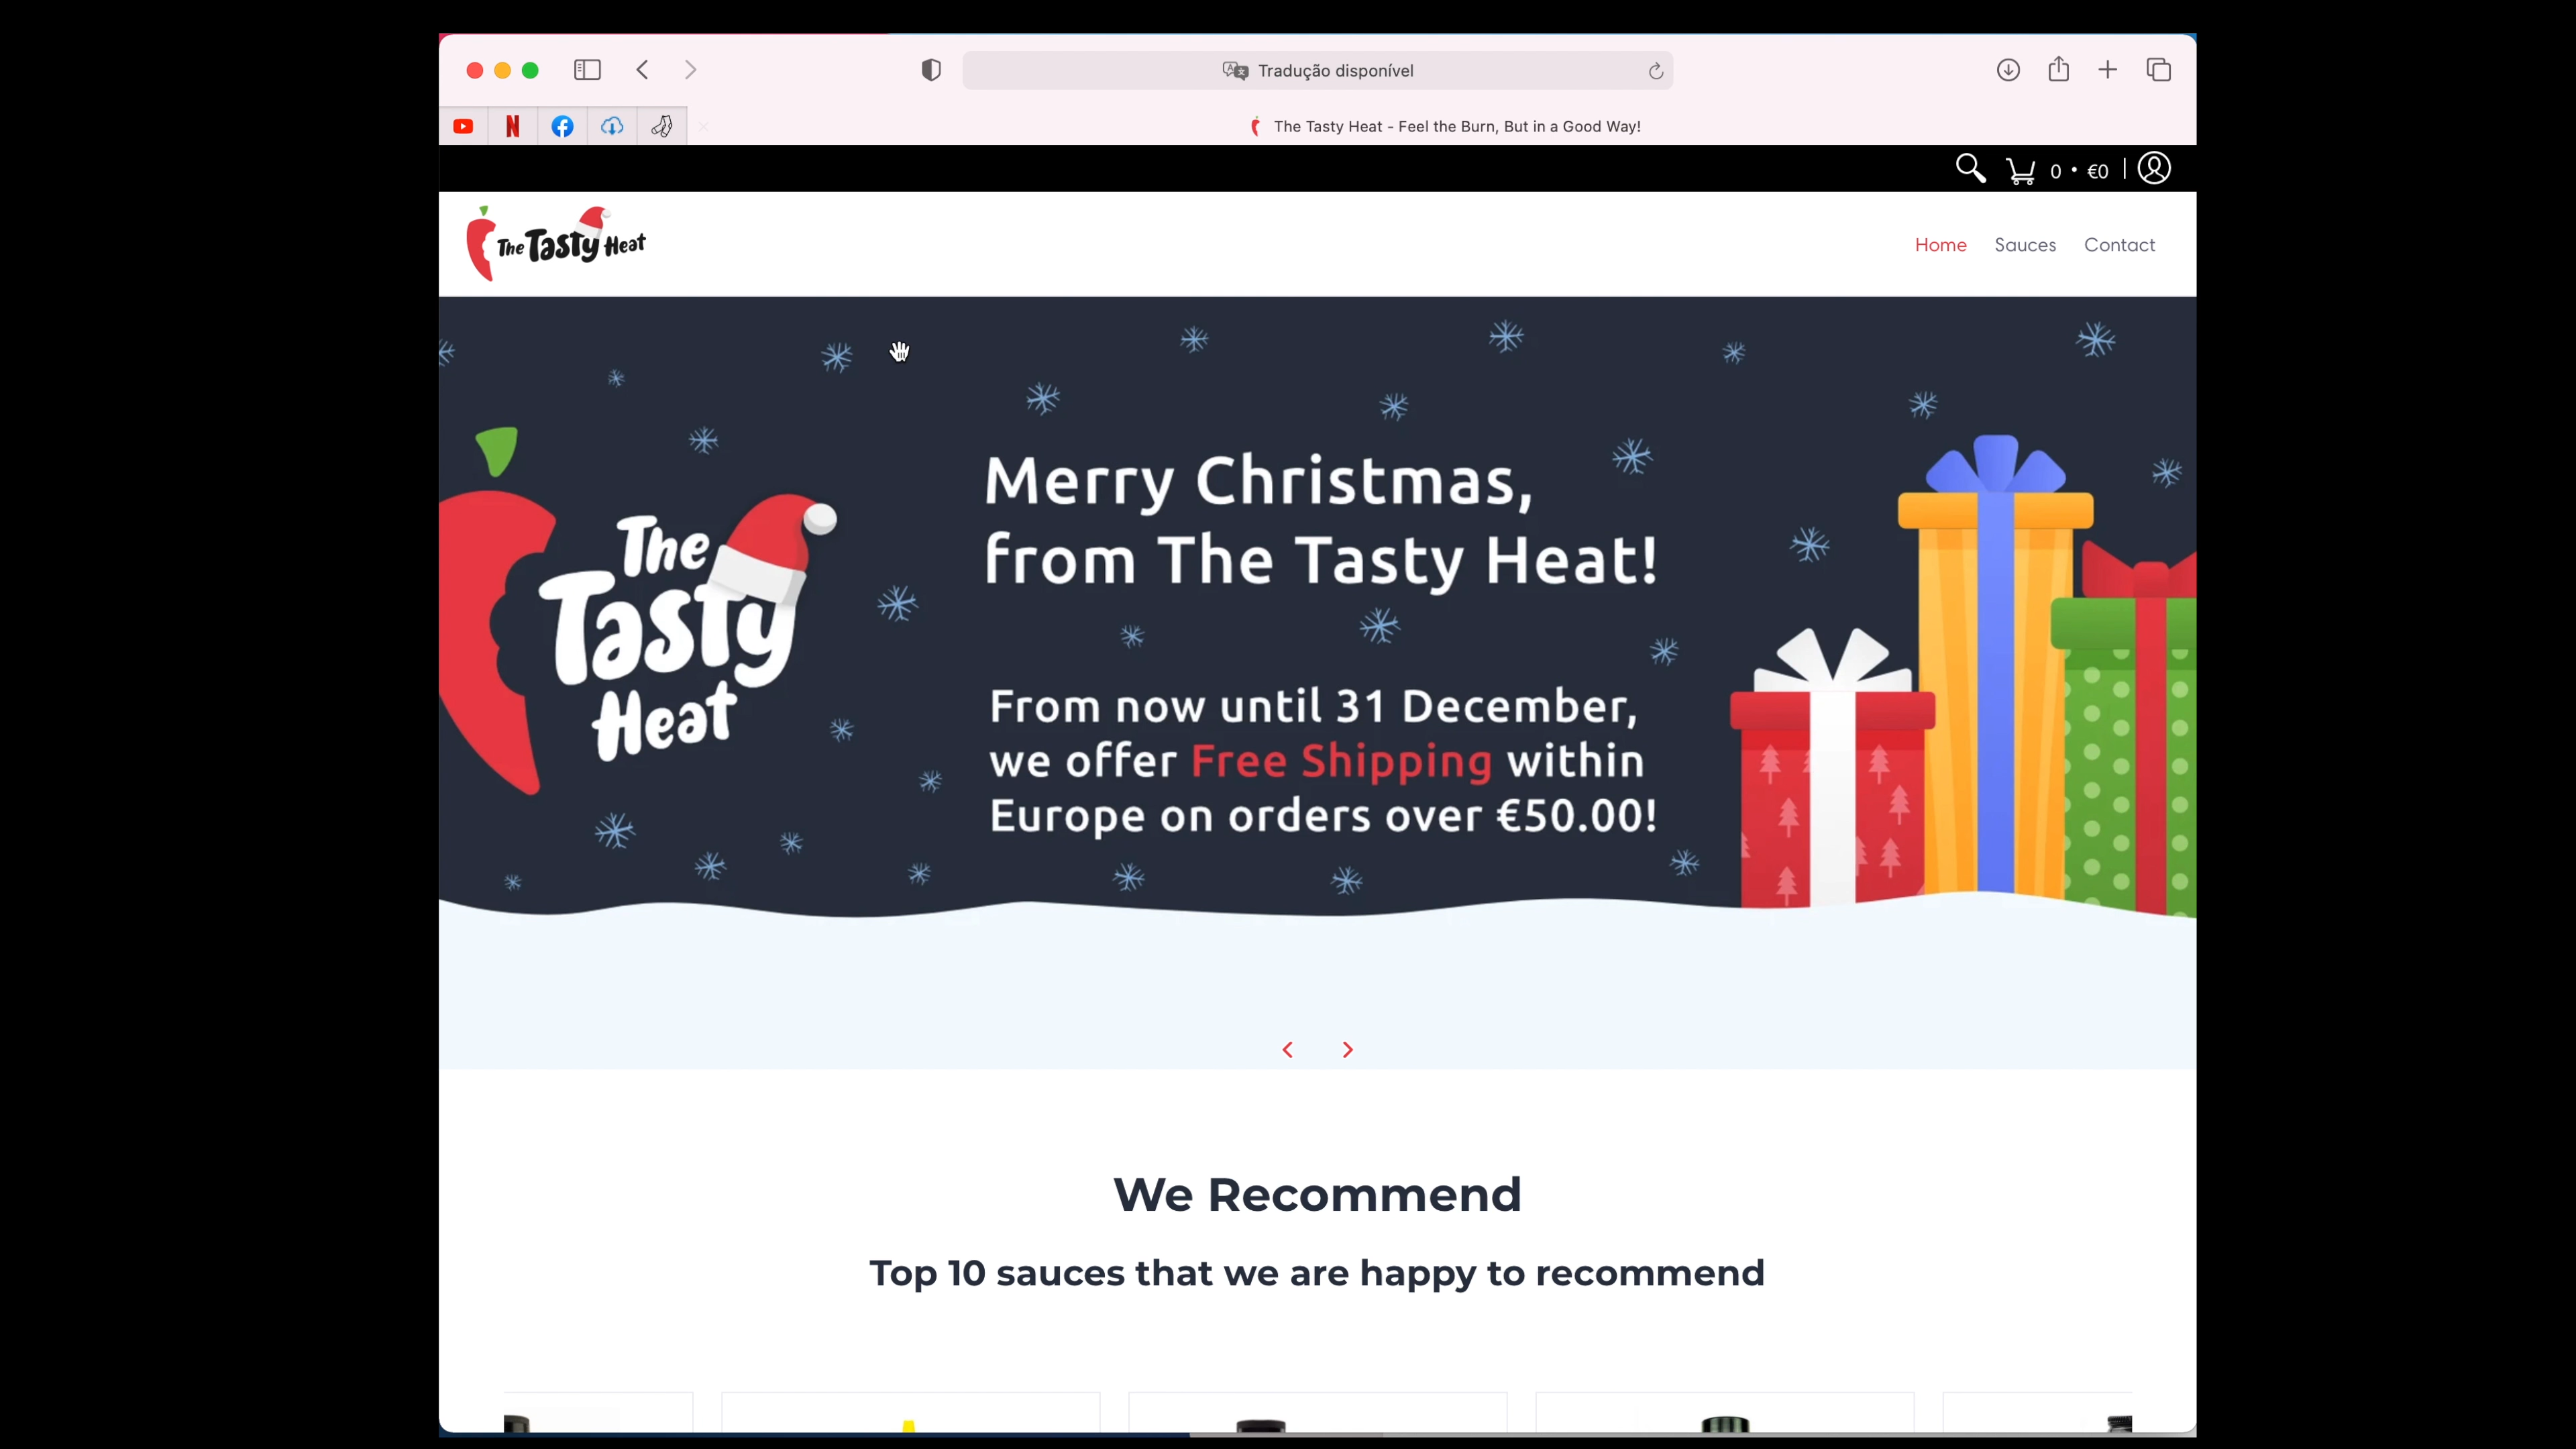 Tradução disponível
The Tasty Heat - Feel the Burn, But in a Good Way!
0 • €0
The Tasty Heat
Home Sauces Contact
The
Tasty
Heat
Merry Christmas,
from The Tasty Heat!
From now until 31 December,
we offer Free Shipping within
Europe on orders over €50.00!
We Recommend
Top 10 sauces that we are happy to recommend